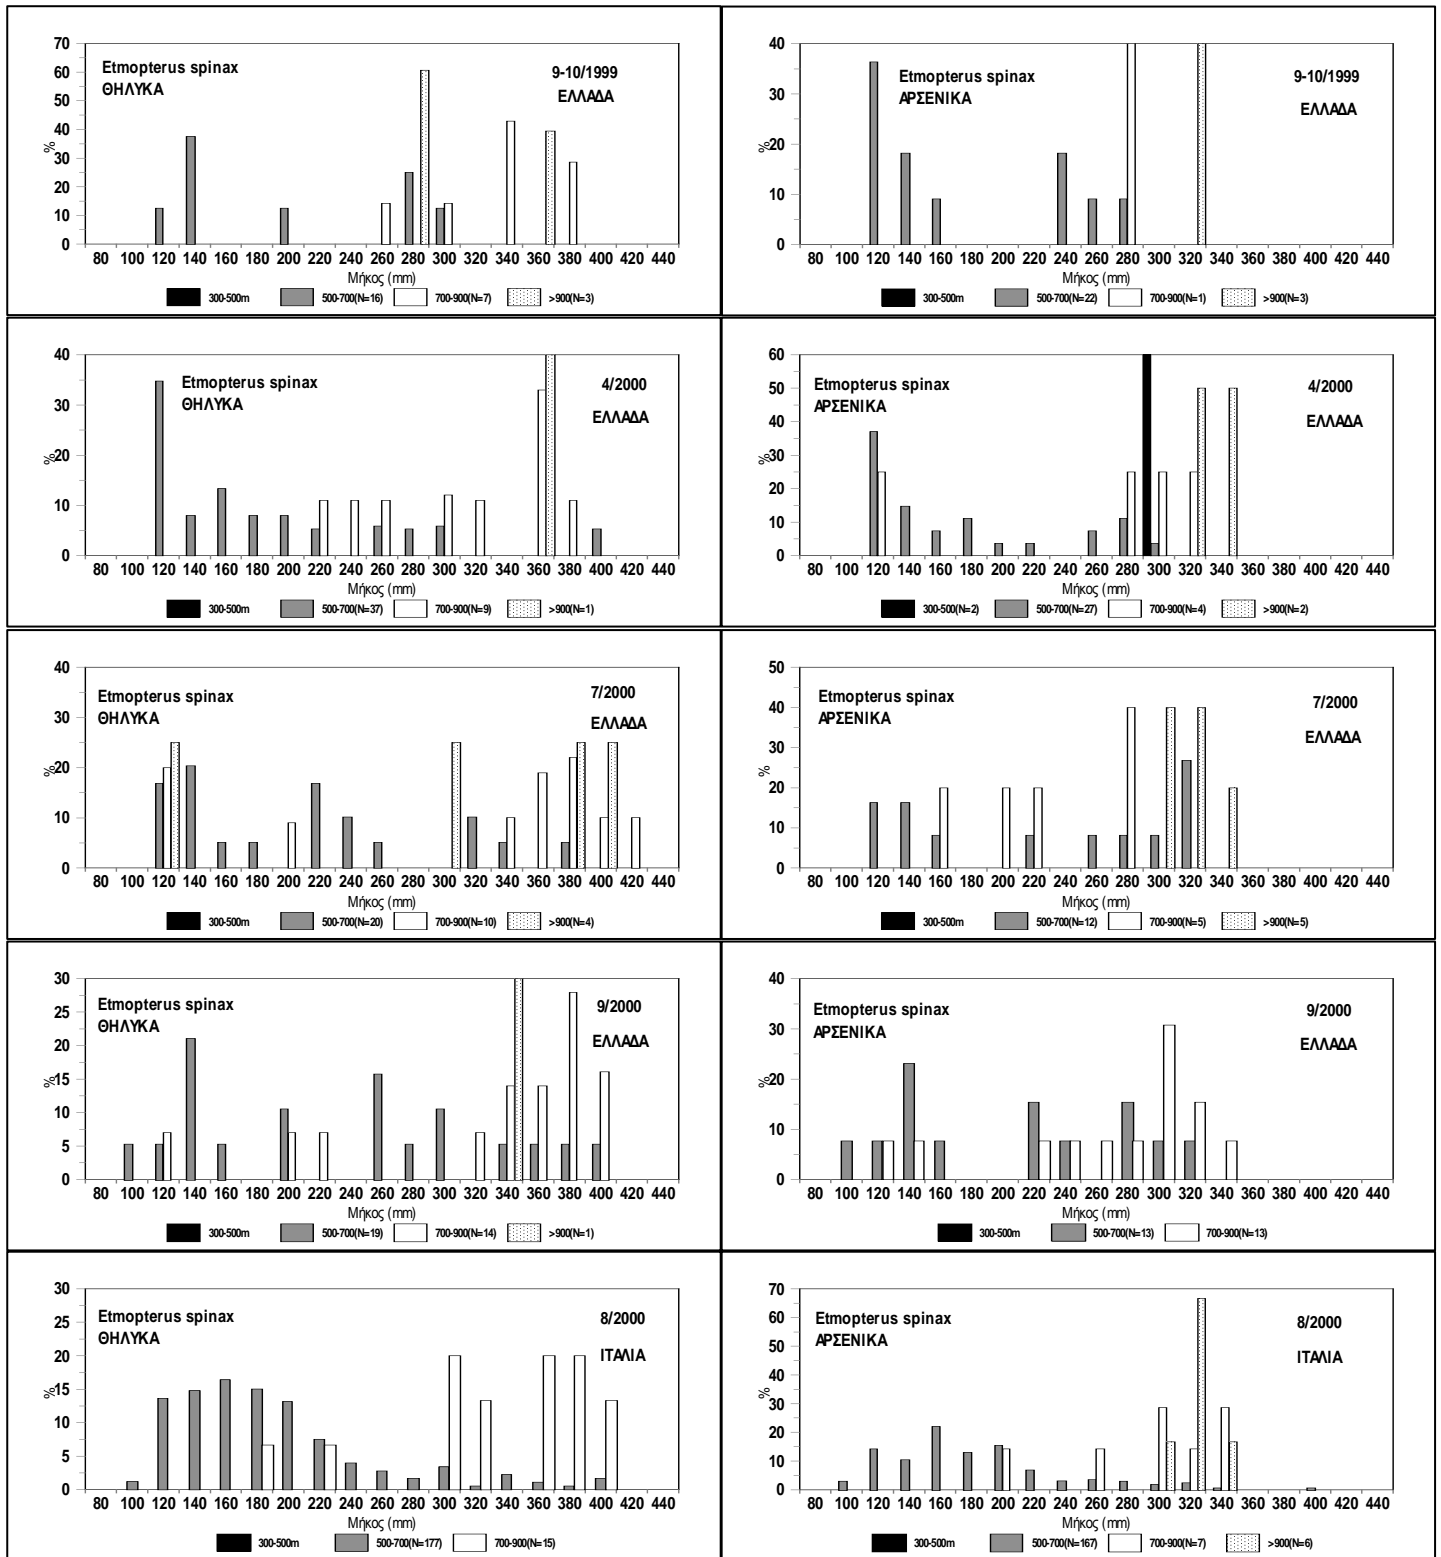 Etmopterus spinax
ΘΗΛΥΚΑ
9-10/1999
ΕΛΛΑΔΑ
70
60
50
40
30
20
10
0
%
80 100 120 140 160 180 200 220 240 260 280 300 320 340 360 380 400 420 440
Μήκος (mm)
300-500m 500-700(N=16) 700-900(N=7) >900(N=3)
Etmopterus spinax
ΑΡΣΕΝΙΚΑ
9-10/1999
ΕΛΛΑΔΑ
40
30
20
10
0
%
80 100 120 140 160 180 200 220 240 260 280 300 320 340 360 380 400 420 440
Μήκος (mm)
300-500m 500-700(N=22) 700-900(N=1) >900(N=3)
Etmopterus spinax
ΘΗΛΥΚΑ
4/2000
ΕΛΛΑΔΑ
40
30
20
10
0
%
80 100 120 140 160 180 200 220 240 260 280 300 320 340 360 380 400 420 440
Μήκος (mm)
300-500m 500-700(N=37) 700-900(N=9) >900(N=1)
Etmopterus spinax
ΑΡΣΕΝΙΚΑ
4/2000
ΕΛΛΑΔΑ
60
50
40
30
20
10
0
%
80 100 120 140 160 180 200 220 240 260 280 300 320 340 360 380 400 420 440
Μήκος (mm)
300-500(N=2) 500-700(N=27) 700-900(N=4) >900(N=2)
Etmopterus spinax
ΘΗΛΥΚΑ
7/2000
ΕΛΛΑΔΑ
40
30
20
10
0
%
80 100 120 140 160 180 200 220 240 260 280 300 320 340 360 380 400 420 440
Μήκος (mm)
300-500m 500-700(N=20) 700-900(N=10) >900(N=4)
Etmopterus spinax
ΑΡΣΕΝΙΚΑ
7/2000
ΕΛΛΑΔΑ
50
40
30
20
10
0
%
80 100 120 140 160 180 200 220 240 260 280 300 320 340 360 380 400 420 440
Μήκος (mm)
300-500m 500-700(N=12) 700-900(N=5) >900(N=5)
Etmopterus spinax
ΘΗΛΥΚΑ
9/2000
ΕΛΛΑΔΑ
30
25
20
15
10
5
0
%
80 100 120 140 160 180 200 220 240 260 280 300 320 340 360 380 400 420 440
Μήκος (mm)
300-500m 500-700(N=19) 700-900(N=14) >900(N=1)
Etmopterus spinax
ΑΡΣΕΝΙΚΑ
9/2000
ΕΛΛΑΔΑ
40
30
20
10
0
%
80 100 120 140 160 180 200 220 240 260 280 300 320 340 360 380 400 420 440
Μήκος (mm)
300-500m 500-700(N=13) 700-900(N=13)
Etmopterus spinax
ΘΗΛΥΚΑ
8/2000
ΙΤΑΛΙΑ
30
25
20
15
10
5
0
%
80 100 120 140 160 180 200 220 240 260 280 300 320 340 360 380 400 420 440
Μήκος (mm)
300-500m 500-700(N=177) 700-900(N=15)
Etmopterus spinax
ΑΡΣΕΝΙΚΑ
8/2000
ΙΤΑΛΙΑ
70
60
50
40
30
20
10
0
%
80 100 120 140 160 180 200 220 240 260 280 300 320 340 360 380 400 420 440
Μήκος (mm)
300-500m 500-700(N=167) 700-900(N=7) >900(N=6)